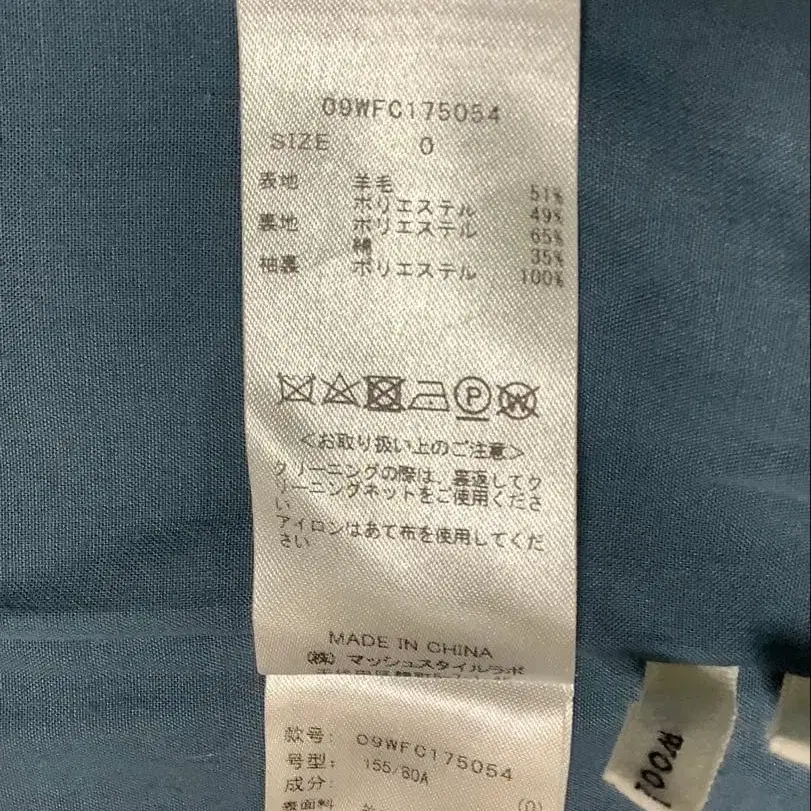 09WFC175054
SIZE 0
表地 羊毛 51%
ポリエステル 49%
裏地 ポリエステル 65%
綿 35%
袖裏 ポリエステル 100%
P W
<お取り扱い上のご注意>
クリーニングの際は、裏返してク
リーニングネットをご使用くださ
い
アイロンはあて布を使用してくだ
さい
MADE IN CHINA
(株) マッシュスタイルラボ
款号: 09WFC175054
号型: 155/80A
成分:
表面料
(0)
WOOL